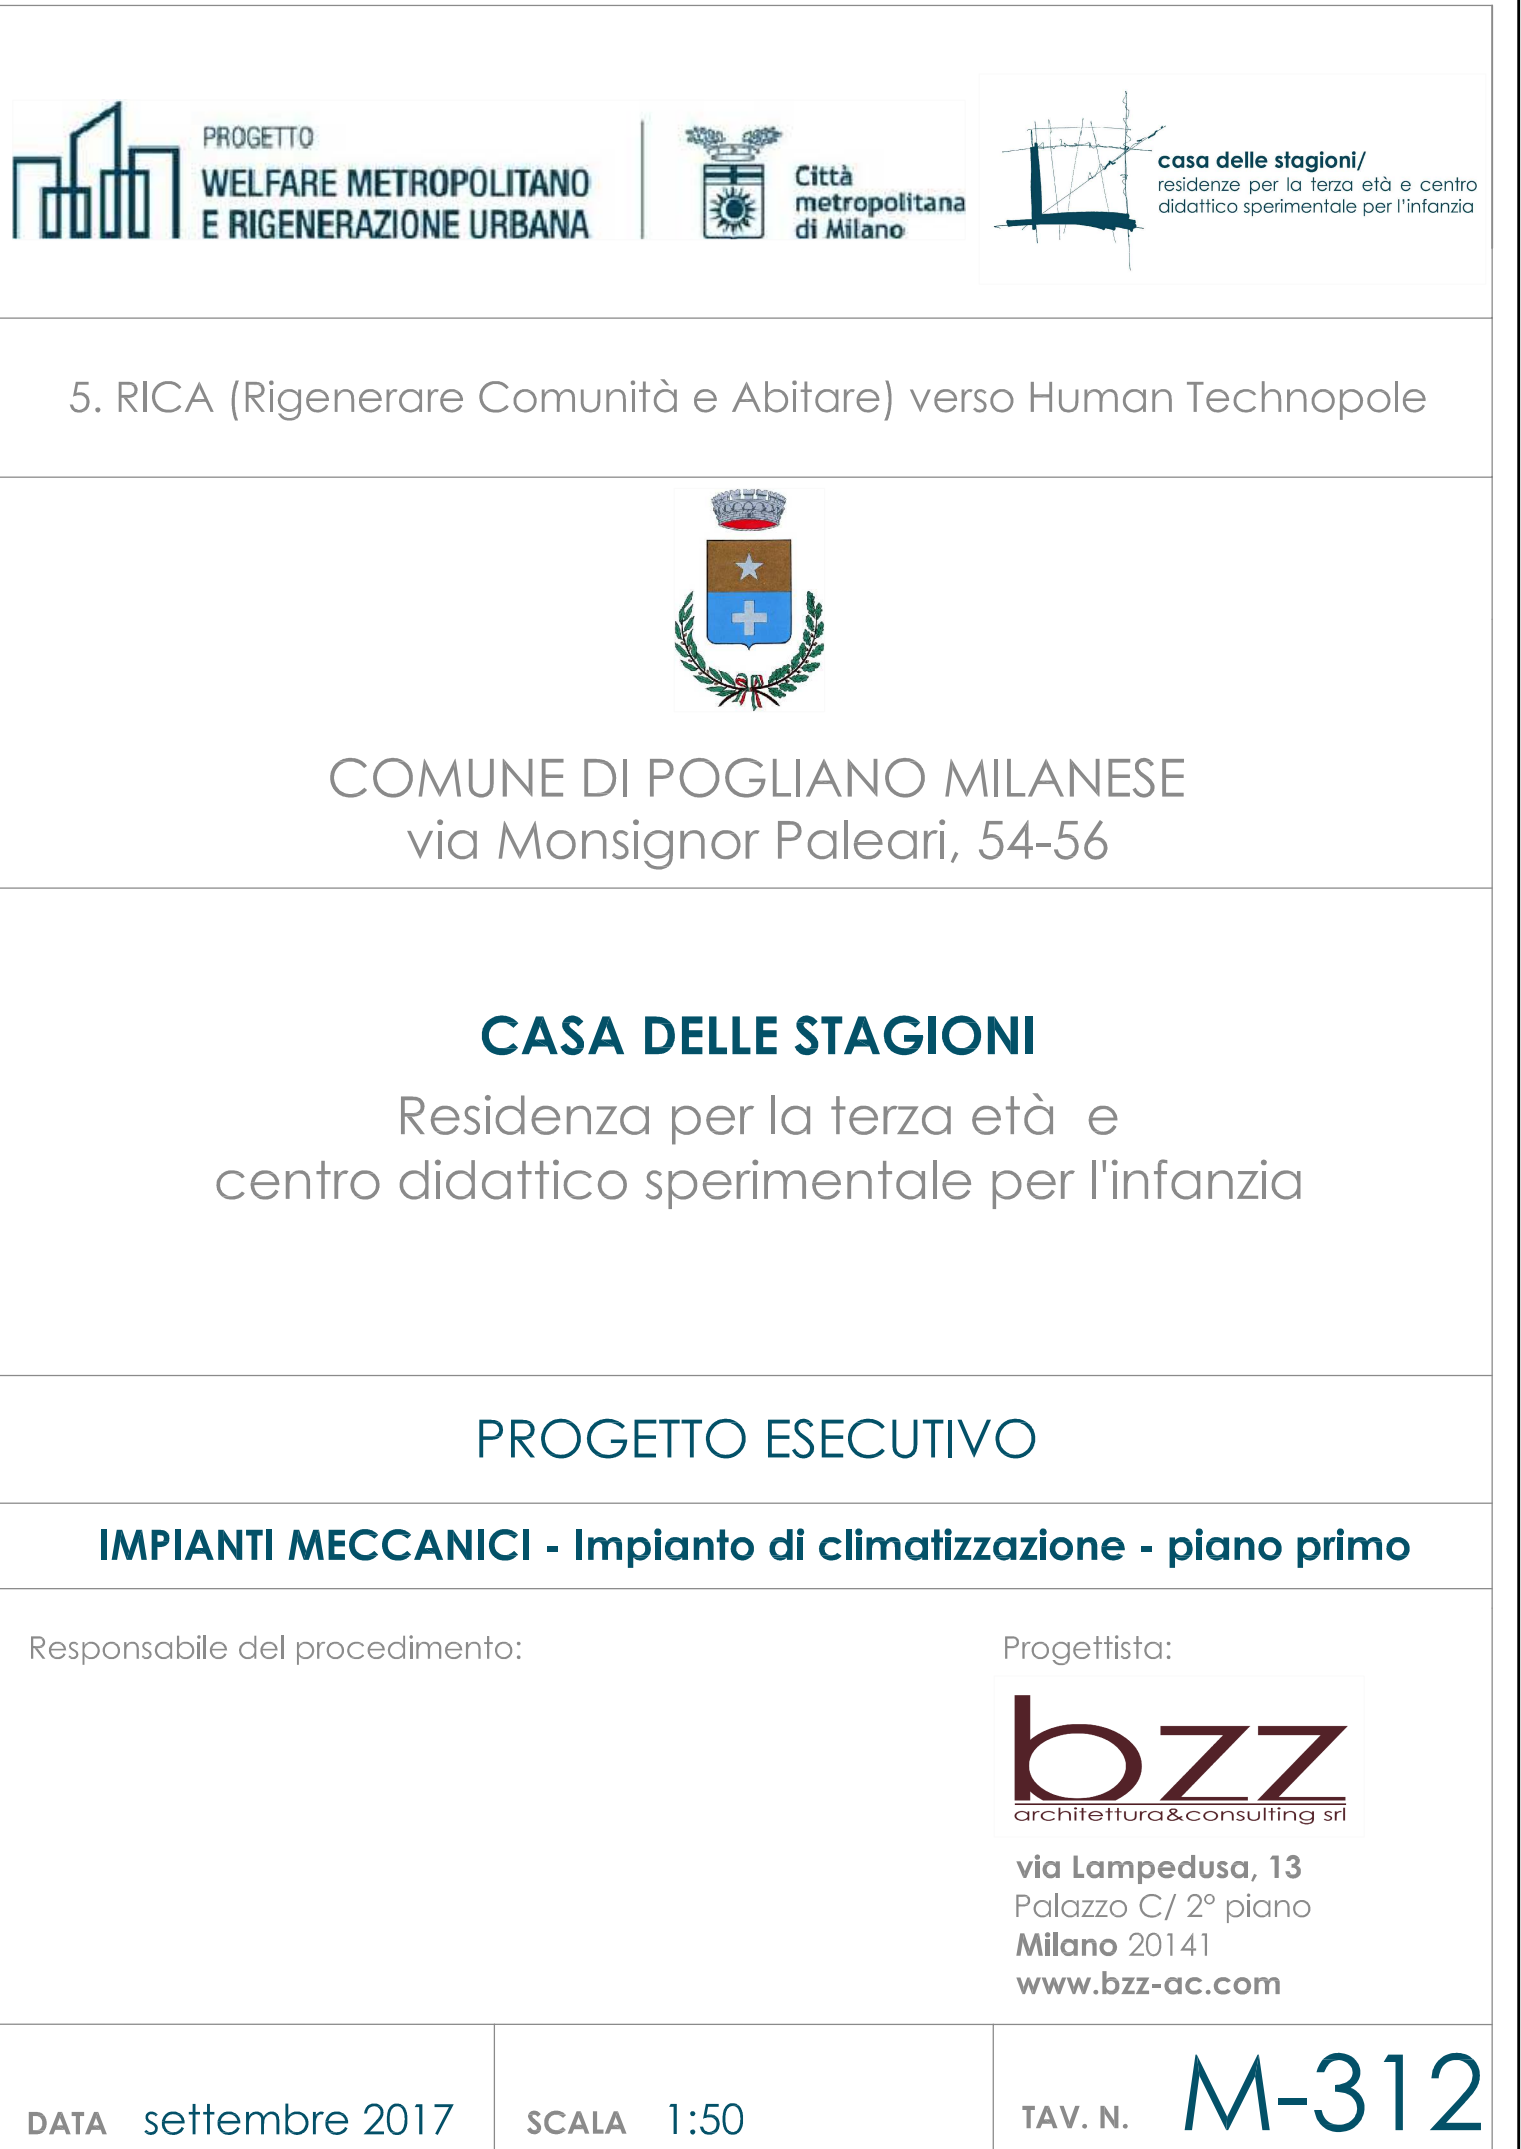 PROGETTO
WELFARE METROPOLITANO
E RIGENERAZIONE URBANA
Città
metropolitana
di Milano
casa delle stagioni/
residenze per la terza età e centro
didattico sperimentale per l'infanzia
5. RICA (Rigenerare Comunità e Abitare) verso Human Technopole
COMUNE DI POGLIANO MILANESE
via Monsignor Paleari, 54-56
CASA DELLE STAGIONI
Residenza per la terza età e
centro didattico sperimentale per l'infanzia
PROGETTO ESECUTIVO
IMPIANTI MECCANICI - Impianto di climatizzazione - piano primo
Responsabile del procedimento:
Progettista:
bzz
architettura&consulting srl
via Lampedusa, 13
Palazzo C/ 2° piano
Milano 20141
www.bzz-ac.com
DATA settembre 2017
SCALA 1:50
TAV. N. M-312